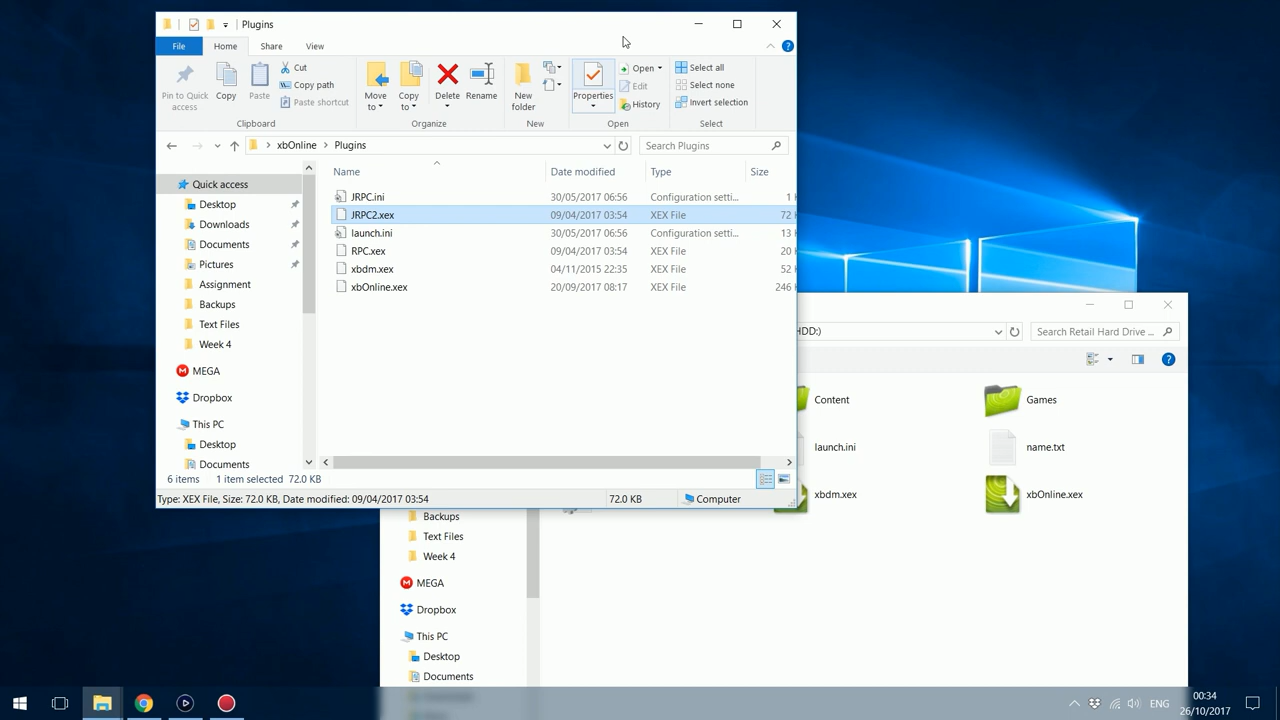 Plugins
File Home Share View
Pin to Quick access
Copy
Paste
Cut
Copy path
Paste shortcut
Clipboard
Move to
Copy to
Delete
Rename
Organize
New folder
New
Properties
Open
Edit
History
Open
Select all
Select none
Invert selection
Select
xbOnline > Plugins
Search Plugins
Name Date modified Type Size
JRPC.ini 30/05/2017 06:56 Configuration setti... 1
JRPC2.xex 09/04/2017 03:54 XEX File 72
launch.ini 30/05/2017 06:56 Configuration setti... 13
RPC.xex 09/04/2017 03:54 XEX File 20
xbdm.xex 04/11/2015 22:35 XEX File 52
xbOnline.xex 20/09/2017 08:17 XEX File 246
Quick access
Desktop
Downloads
Documents
Pictures
Assignment
Backups
Text Files
Week 4
MEGA
Dropbox
This PC
Desktop
Documents
6 items 1 item selected 72.0 KB
Type: XEX File, Size: 72.0 KB, Date modified: 09/04/2017 03:54 72.0 KB Computer
HDD:)
Search Retail Hard Drive ...
Content
Games
launch.ini
name.txt
xbdm.xex
xbOnline.xex
Backups
Text Files
Week 4
MEGA
Dropbox
This PC
Desktop
Documents
ENG
00:34
26/10/2017